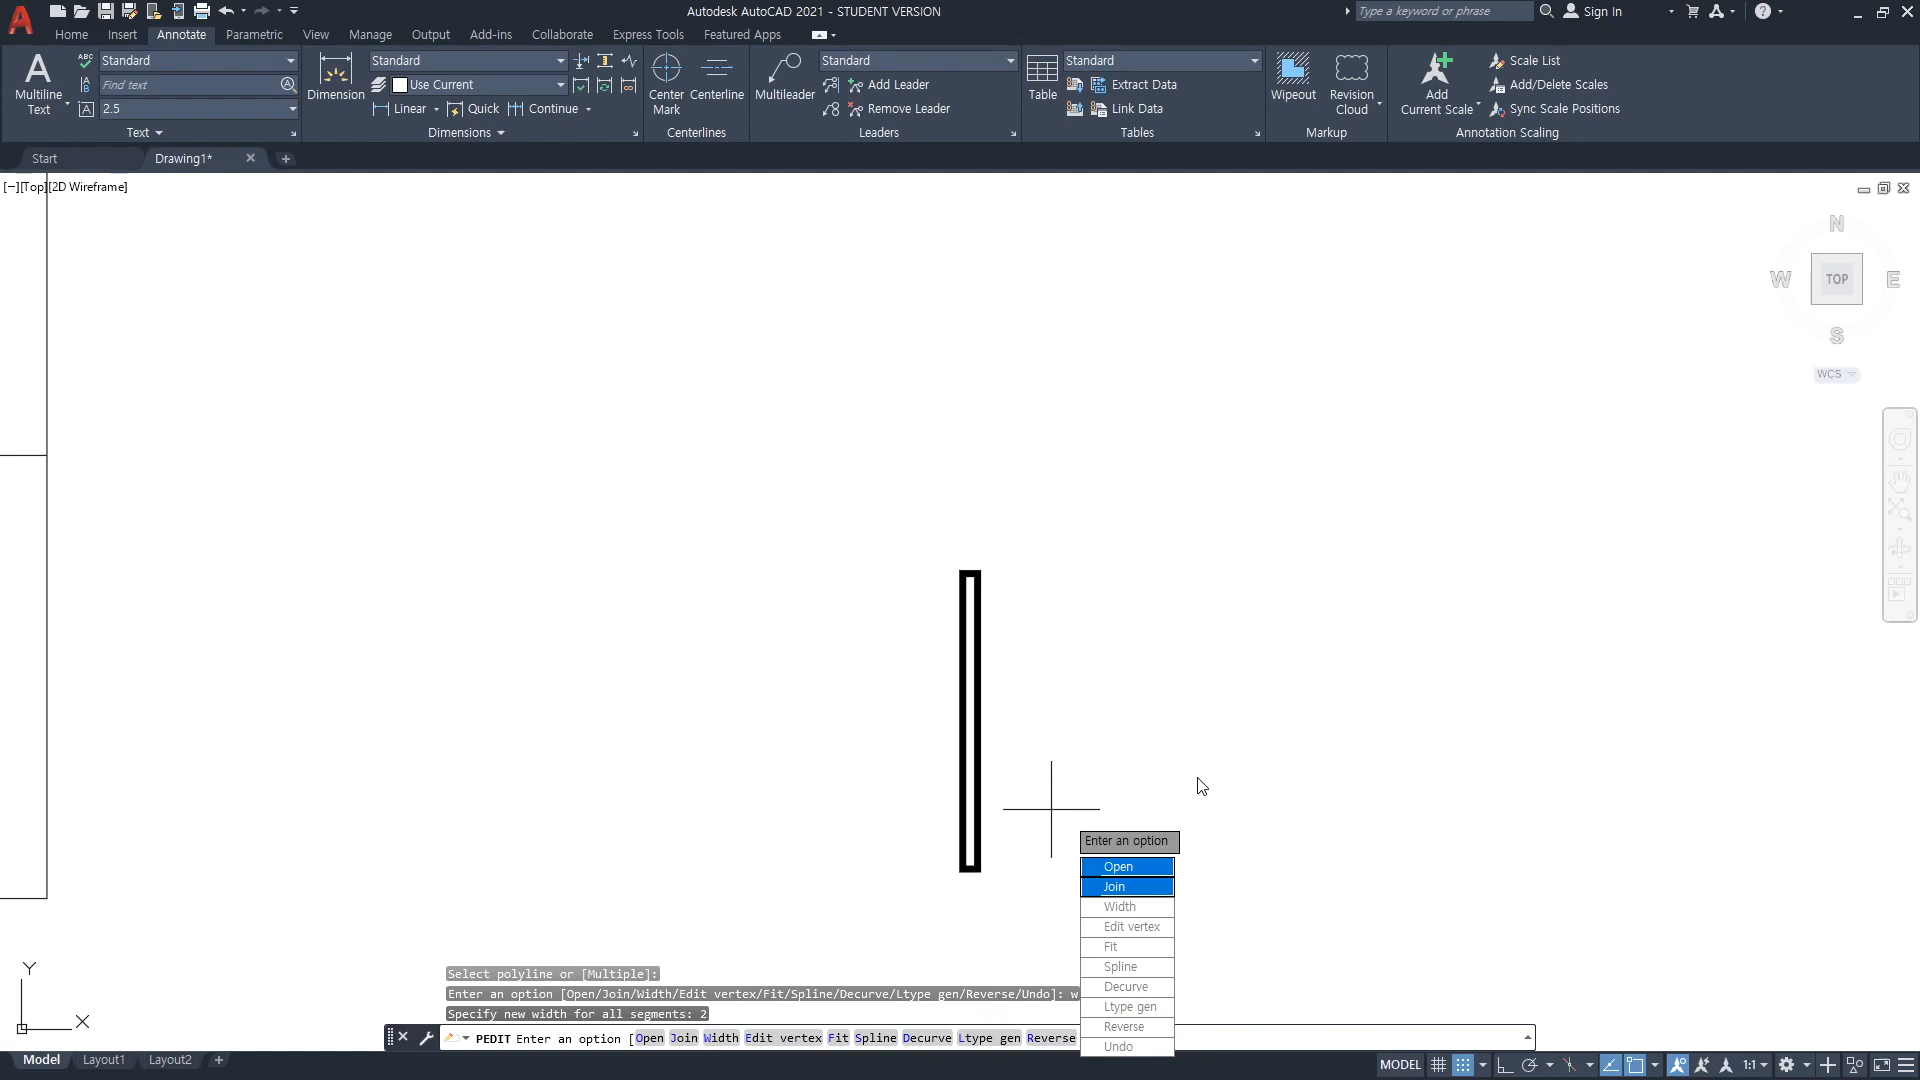 Autodesk AutoCAD 2021 - STUDENT VERSION
Type a keyword or phrase
Sign In
Home Insert Annotate Parametric View Manage Annotate Output Add-ins Collaborate Express Tools Featured Apps
Multiline Text
Standard
Find text
2.5
Text
Dimension
Standard
Use Current
Linear Quick Continue
Dimensions
Center Mark
Centerline
Centerlines
Multileader
Standard
Add Leader
Remove Leader
Leaders
Table
Standard
Extract Data
Link Data
Tables
Wipeout
Revision Cloud
Markup
Add Current Scale
Scale List
Add/Delete Scales
Sync Scale Positions
Annotation Scaling
Start
Drawing1*
[−][Top][2D Wireframe]
N
W TOP E
S
WCS
Enter an option
Open
Join
Width
Edit vertex
Fit
Spline
Decurve
Ltype gen
Reverse
Undo
Y
X
Select polyline or [Multiple]:
Enter an option [Open/Join/Width/Edit vertex/Fit/Spline/Decurve/Ltype gen/Reverse/Undo]: w
Specify new width for all segments: 2
PEDIT Enter an option [Open Join Width Edit vertex Fit Spline Decurve Ltype gen Reverse
Model Layout1 Layout2
MODEL
1:1